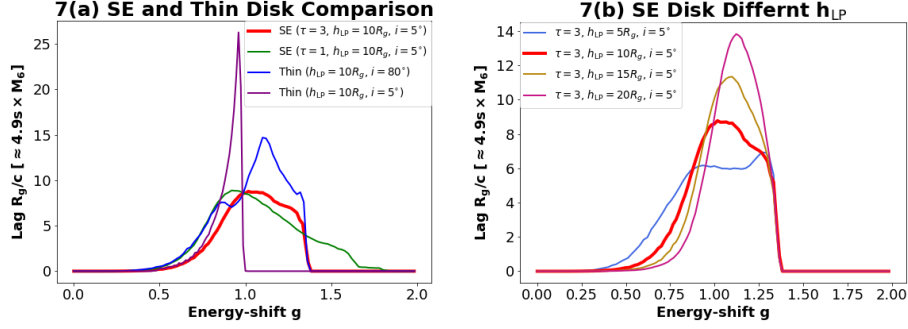 7(a) SE and Thin Disk Comparison
Lag R_g/c [ ≈ 4.9s × M_6]
25
20
15
10
5
0
SE (τ = 3, h_LP = 10R_g, i = 5°)
SE (τ = 1, h_LP = 10R_g, i = 5°)
Thin (h_LP = 10R_g, i = 80°)
Thin (h_LP = 10R_g, i = 5°)
0.0 0.5 1.0 1.5 2.0
Energy-shift g
7(b) SE Disk Differnt h_LP
Lag R_g/c [ ≈ 4.9s × M_6]
14
12
10
8
6
4
2
0
τ = 3, h_LP = 5R_g, i = 5°
τ = 3, h_LP = 10R_g, i = 5°
τ = 3, h_LP = 15R_g, i = 5°
τ = 3, h_LP = 20R_g, i = 5°
0.00 0.25 0.50 0.75 1.00 1.25 1.50 1.75 2.00
Energy-shift g